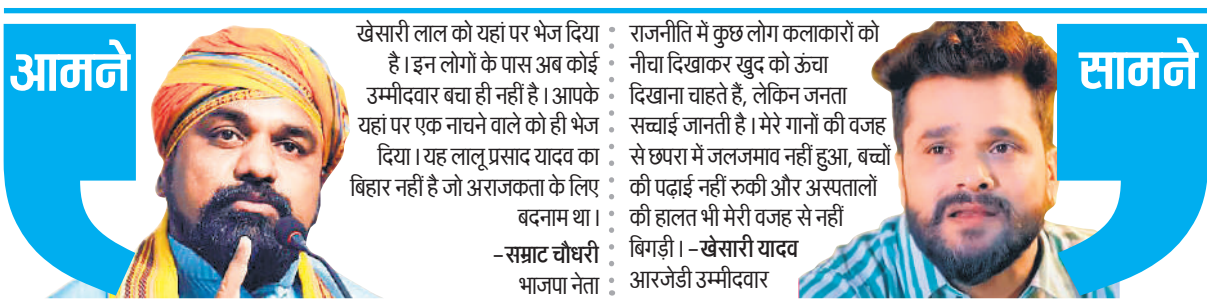 आमने
खेसारी लाल को यहां पर भेज दिया
है। इन लोगों के पास अब कोई
उम्मीदवार बचा ही नहीं है। आपके
यहां पर एक नाचने वाले को ही भेज
दिया। यह लालू प्रसाद यादव का
बिहार नहीं है जो अराजकता के लिए
बदनाम था।
-सम्राट चौधरी
भाजपा नेता
राजनीति में कुछ लोग कलाकारों को
नीचा दिखाकर खुद को ऊंचा
दिखाना चाहते हैं, लेकिन जनता
सच्चाई जानती है। मेरे गानों की वजह
से छपरा में जलजमाव नहीं हुआ, बच्चों
की पढ़ाई नहीं रुकी और अस्पतालों
की हालत भी मेरी वजह से नहीं
बिगड़ी। -खेसारी यादव
आरजेडी उम्मीदवार
सामने